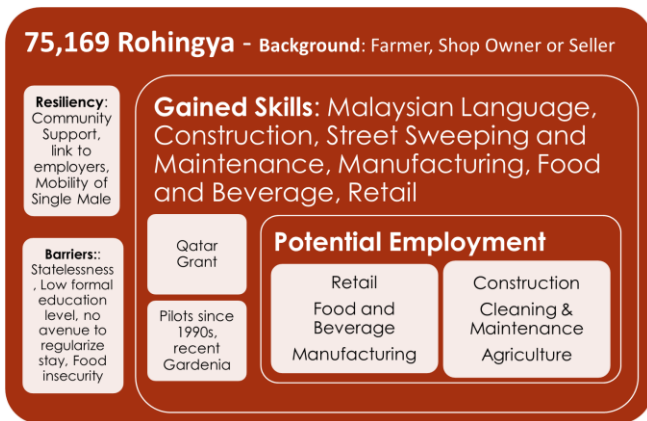 75,169 Rohingya - Background: Farmer, Shop Owner or Seller
Resiliency:
Community
Support,
link to
employers,
Mobility of
Single Male
Barriers::
Statelessness
, Low formal
education
level, no
avenue to
regularize
stay, Food
insecurity
Gained Skills: Malaysian Language,
Construction, Street Sweeping and
Maintenance, Manufacturing, Food
and Beverage, Retail
Qatar
Grant
Pilots since
1990s,
recent
Gardenia
Potential Employment
Retail
Food and
Beverage
Manufacturing
Construction
Cleaning &
Maintenance
Agriculture